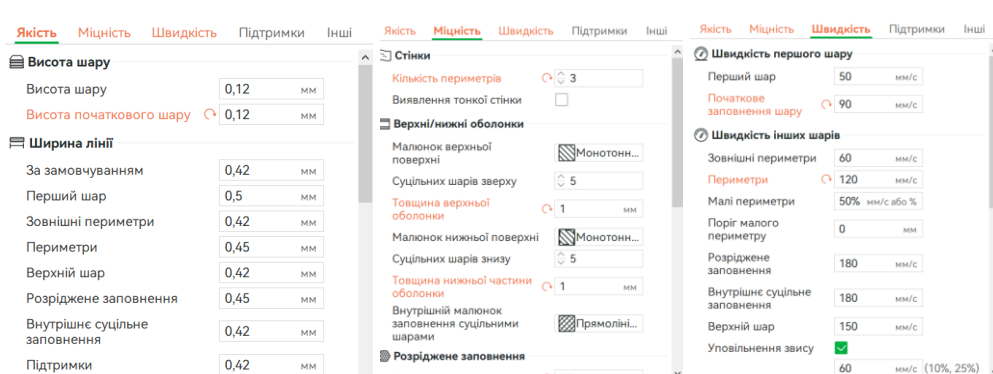 Якість Міцність Швидкість Підтримки Інші
Висота шару
Висота шару 0,12 мм
Висота початкового шару 0,12 мм
Ширина лінії
За замовчуванням 0,42 мм
Перший шар 0,5 мм
Зовнішні периметри 0,42 мм
Периметри 0,45 мм
Верхній шар 0,42 мм
Розріджене заповнення 0,45 мм
Внутрішнє суцільне
заповнення 0,42 мм
Підтримки 0,42 мм
Якість Міцність Швидкість Підтримки Інші
Стінки
Кількість периметрів 3
Виявлення тонкої стінки
Верхні/нижні оболонки
Малюнок верхньої
поверхні Монотонн...
Суцільних шарів зверху 5
Товщина верхньої
оболонки 1 мм
Малюнок нижньої поверхні Монотонн...
Суцільних шарів знизу 5
Товщина нижньої частини
оболонки 1 мм
Внутрішній малюнок
заповнення суцільними
шарами Прямоліні...
Розріджене заповнення
Якість Міцність Швидкість Підтримки Інші
Швидкість першого шару
Перший шар 50 мм/с
Початкове
заповнення шару 90 мм/с
Швидкість інших шарів
Зовнішні периметри 60 мм/с
Периметри 120 мм/с
Малі периметри 50% мм/с або %
Поріг малого
периметру 0 мм
Розріджене
заповнення 180 мм/с
Внутрішнє суцільне
заповнення 180 мм/с
Верхній шар 150 мм/с
Уповільнення звису
60 мм/с (10%, 25%)